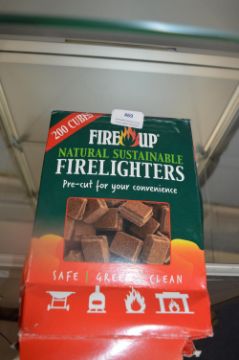 200 CUBES
FIRE UP
NATURAL SUSTAINABLE
FIRELIGHTERS
Pre-cut for your convenience
SAFE | GREEN | CLEAN